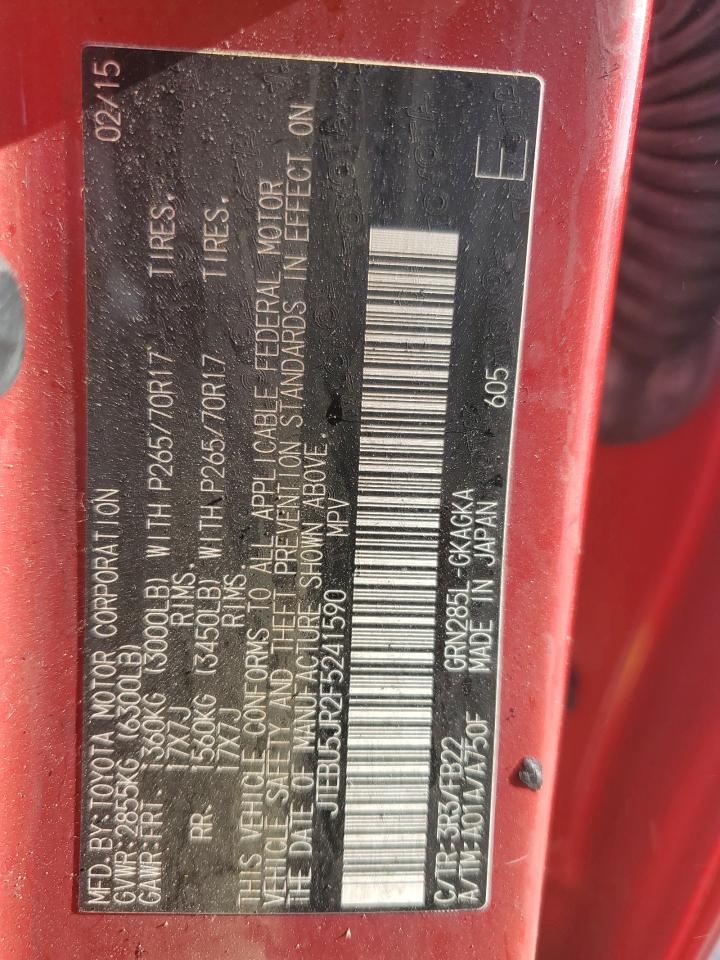 MFD.BY:TOYOTA MOTOR CORPORATION 02/15
GVWR:2855KG (6300LB)
GAWR:FRT- 1360KG (3000LB) WITH P265/70R17 TIRES,
17X7J RIMS,
RR- 1560KG (3450LB) WITH P265/70R17 TIRES,
17X7J RIMS
THIS VEHICLE CONFORMS TO ALL APPLICABLE FEDERAL MOTOR
VEHICLE SAFETY AND THEFT PREVENTION STANDARDS IN EFFECT ON
THE DATE OF MANUFACTURE SHOWN ABOVE.
JTEBU5JR2F5241590 MPV
C/TR:3R3/FB22 GRN285L-GKAGKA
A/TM:A01A/A750F MADE IN JAPAN 605 E